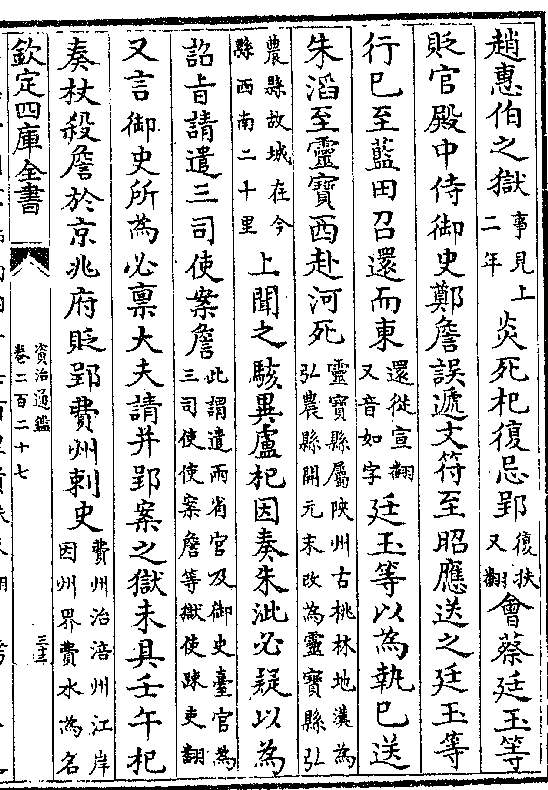 趙惠伯之獄事見上二年炎死杞復忌郢復扶又翻會蔡廷玉等
貶官殿中侍御史鄭詹誤遞文符至昭應送之廷玉等
行已至藍田召還而東還從宣翻又音如字廷玉等以為執已送
朱滔至靈寶西赴河死靈寶縣屬陜州古桃林地漢為弘農縣開元末改為靈寶縣弘
農縣故城在今縣西南二十里上聞之駭異盧杞因奏朱泚必疑以為
詔旨請遣三司使案詹此謂遣兩省官及御史臺官為三司使使案詹等獄使疎吏翻
又言御史所為必禀大夫請并郢案之獄未具壬午杞
奏杖殺詹於京兆府貶郢費州刺史費州治涪州江岸因州界費水為名
欽定四庫全書
資治通鑑
卷二百二十七